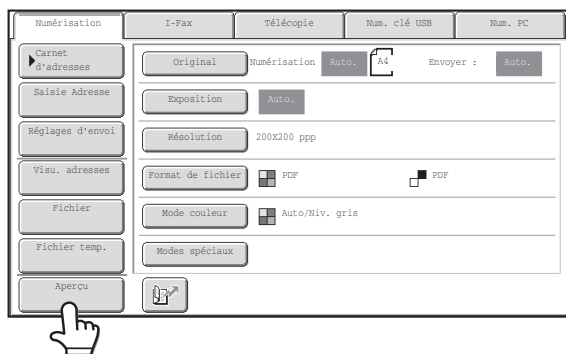 Numérisation
I-Fax
Télécopie
Num. clé USB
Num. PC
Carnet
d'adresses
Original
Numérisation
Auto.
A4
Envoyer :
Auto.
Saisie Adresse
Exposition
Auto.
Réglages d'envoi
Résolution
200X200 ppp
Visu. adresses
Format de fichier
PDF
PDF
Fichier
Mode couleur
Auto/Niv. gris
Fichier temp.
Modes spéciaux
Aperçu